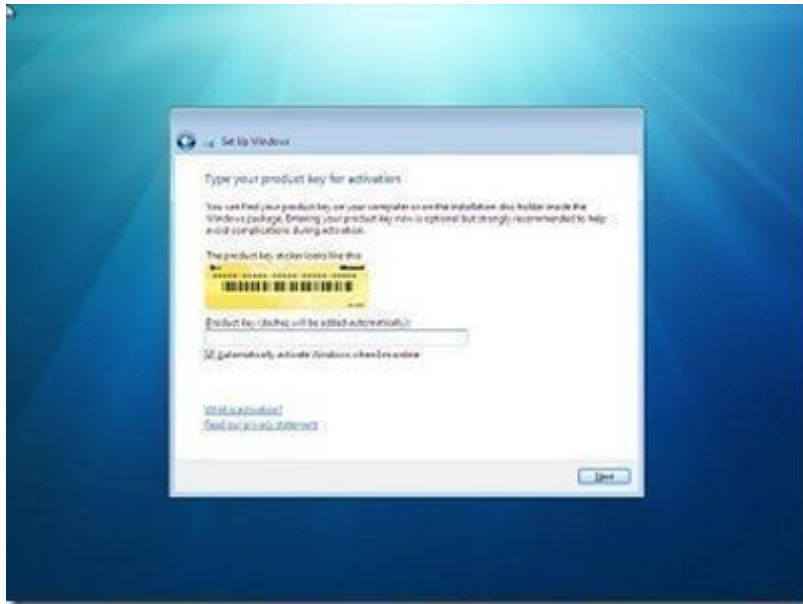 Set Up Windows
Type your product key for activation
You can find your product key on your computer or on the installation disc holder inside the
Windows package. Entering your product key now is optional but strongly recommended to help
avoid complications during activation.
The product key sticker looks like this:
Product key (dashes will be added automatically):
Automatically activate Windows when I'm online
What is activation?
Read our privacy statement
Next